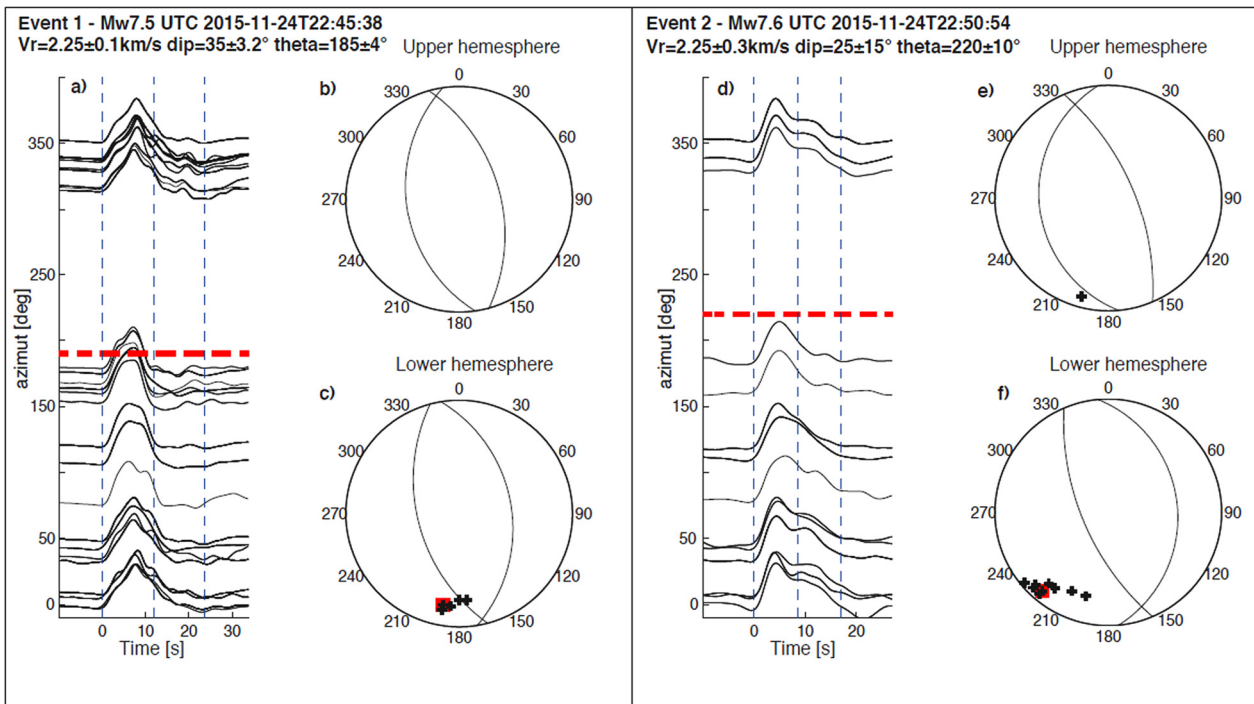 Event 1 - Mw7.5 UTC 2015-11-24T22:45:38
Vr=2.25±0.1km/s dip=35±3.2° theta=185±4°
a)
350
250
150
50
0
azimut [deg]
0 10 20 30
Time [s]
Upper hemesphere
b)
0
30
60
90
120
150
180
210
240
270
300
330
Lower hemesphere
c)
0
30
60
90
120
150
180
210
240
270
300
330
Event 2 - Mw7.6 UTC 2015-11-24T22:50:54
Vr=2.25±0.3km/s dip=25±15° theta=220±10°
d)
350
250
150
50
0
azimut [deg]
0 10 20
Time [s]
Upper hemesphere
e)
0
30
60
90
120
150
180
210
240
270
300
330
Lower hemesphere
f)
0
30
60
90
120
150
180
210
240
270
300
330